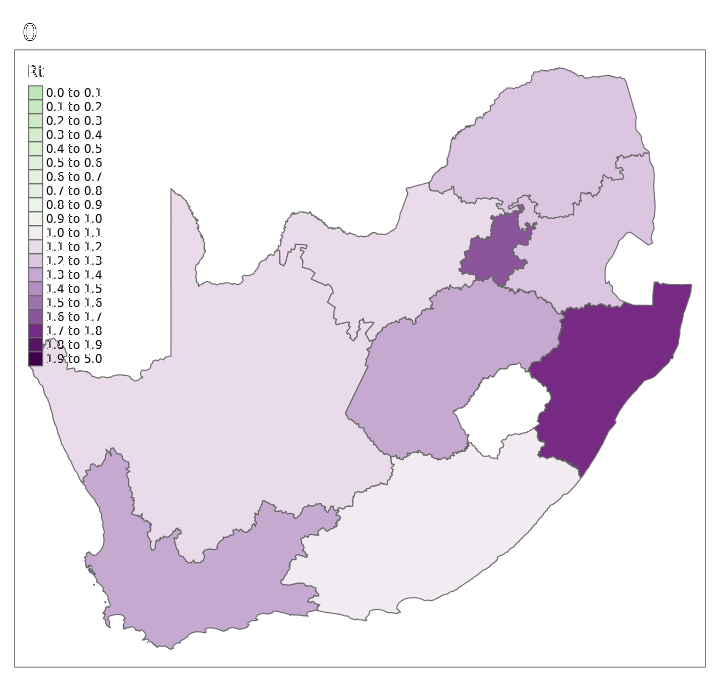 0
Rt
0.0 to 0.1
0.1 to 0.2
0.2 to 0.3
0.3 to 0.4
0.4 to 0.5
0.5 to 0.6
0.6 to 0.7
0.7 to 0.8
0.8 to 0.9
0.9 to 1.0
1.0 to 1.1
1.1 to 1.2
1.2 to 1.3
1.3 to 1.4
1.4 to 1.5
1.5 to 1.6
1.6 to 1.7
1.7 to 1.8
1.8 to 1.9
1.9 to 5.0